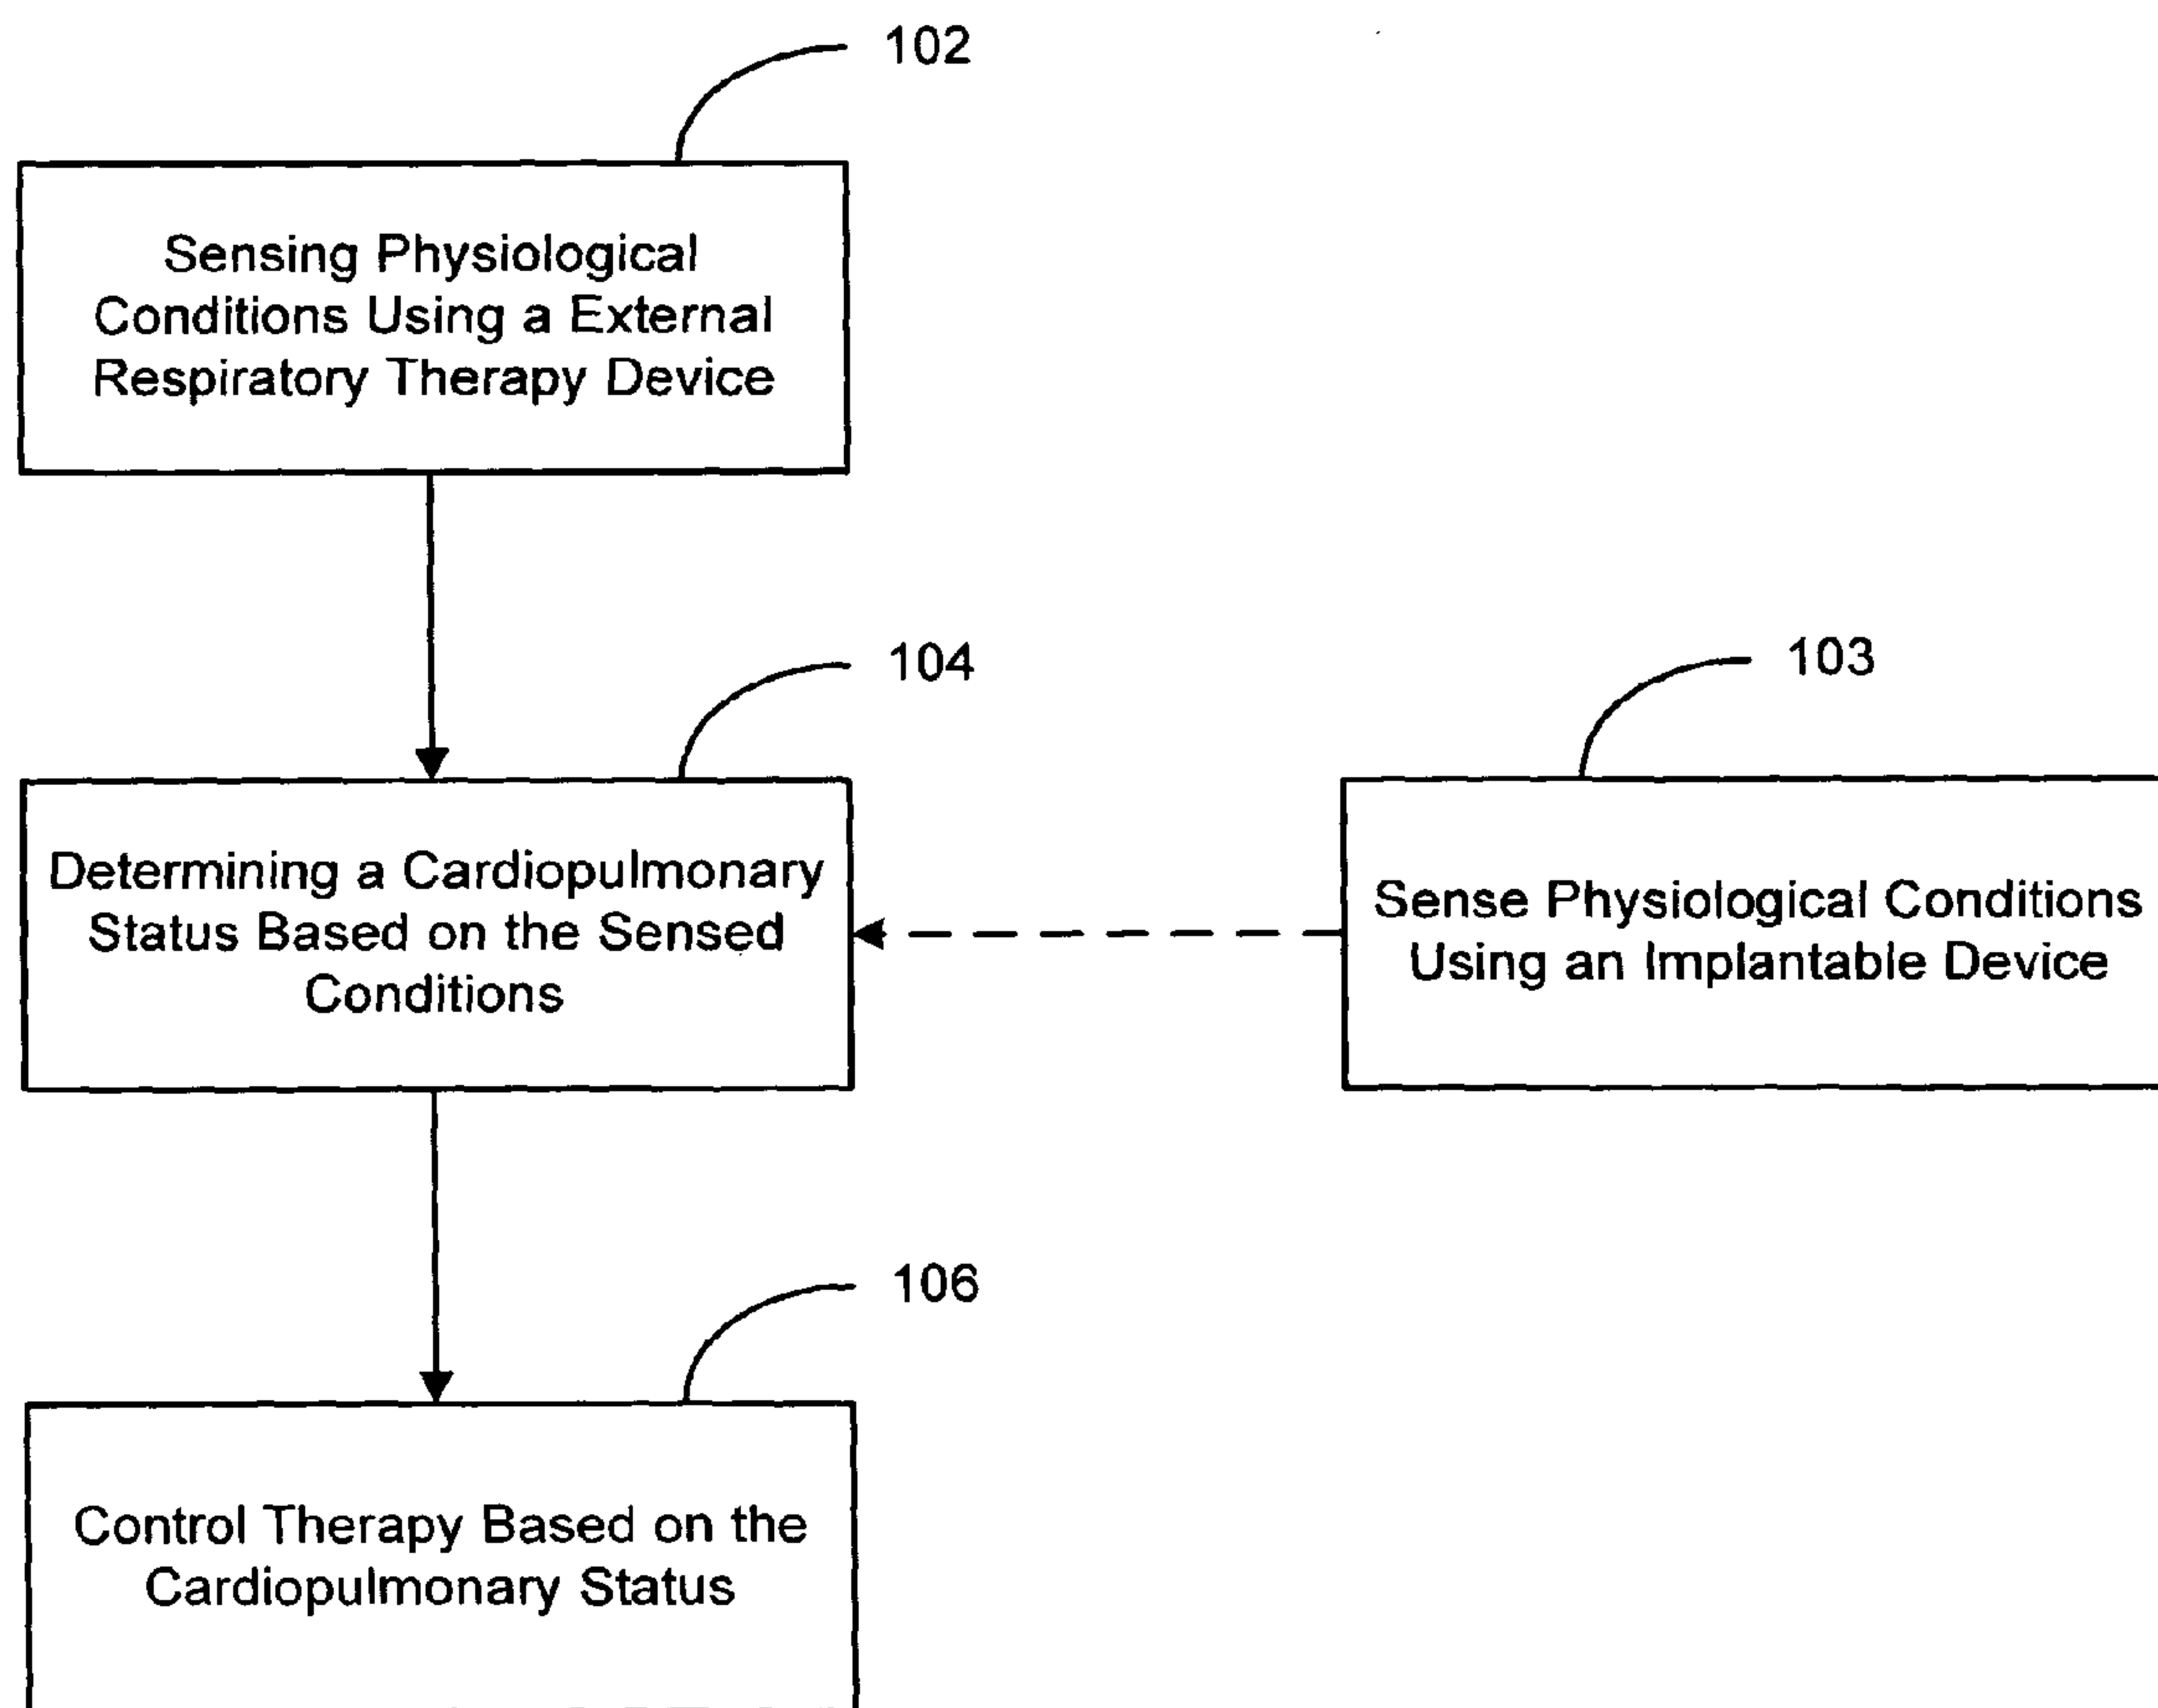 102
Sensing Physiological
Conditions Using a External
Respiratory Therapy Device
104
Determining a Cardiopulmonary
Status Based on the Sensed
Conditions
103
Sense Physiological Conditions
Using an Implantable Device
106
Control Therapy Based on the
Cardiopulmonary Status